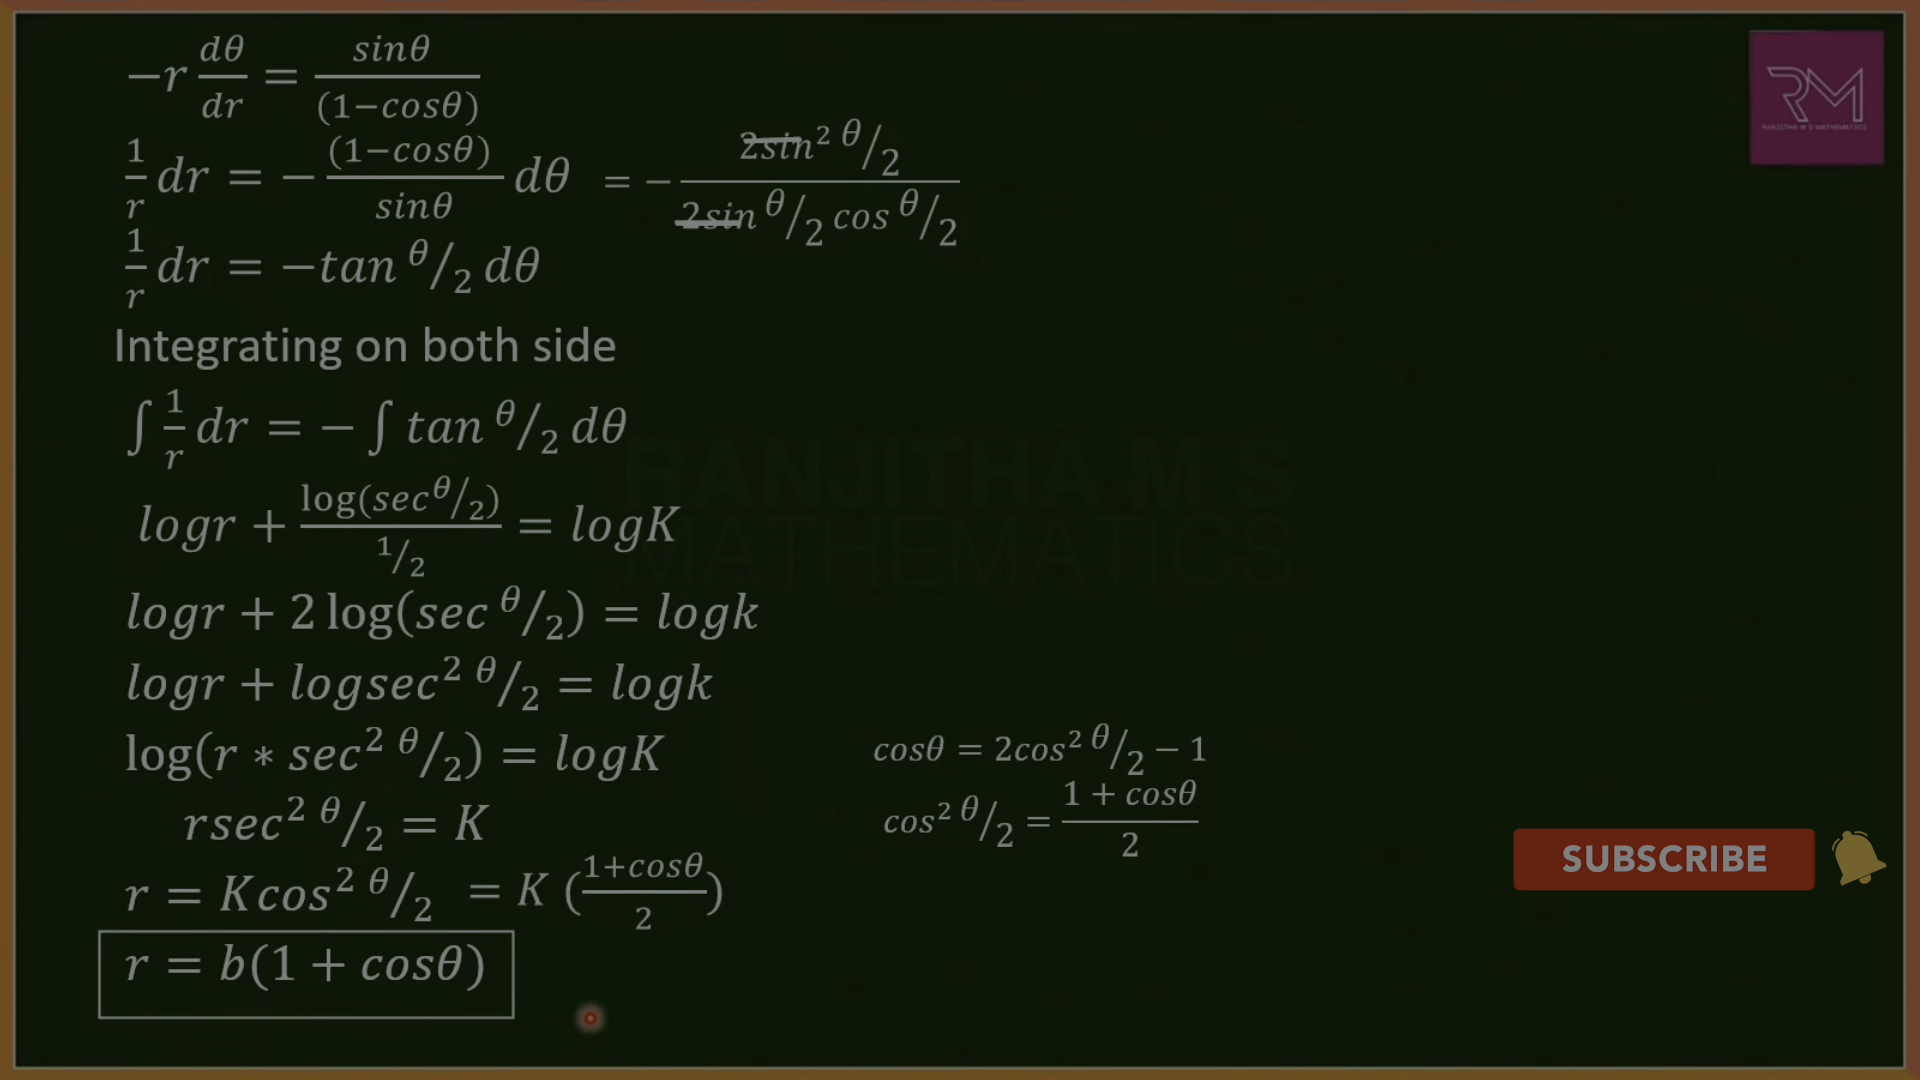 −r dθ/dr = sinθ/(1−cosθ)
1/r dr = − (1−cosθ)/sinθ dθ = − 2sin² θ/2 / 2sin θ/2 cos θ/2
1/r dr = −tan θ/2 dθ
Integrating on both side
∫ 1/r dr = − ∫ tan θ/2 dθ
logr + log(sec θ/2)/(1/2) = logK
logr + 2 log(sec θ/2) = logk
logr + logsec² θ/2 = logk
log(r ∗ sec² θ/2) = logK
rsec² θ/2 = K
r = Kcos² θ/2 = K (1+cosθ/2)
r = b(1 + cosθ)
cosθ = 2cos² θ/2 − 1
cos² θ/2 = 1 + cosθ/2
RANJITHA M S
MATHEMATICS
RM
RANJITHA M S MATHEMATICS
SUBSCRIBE